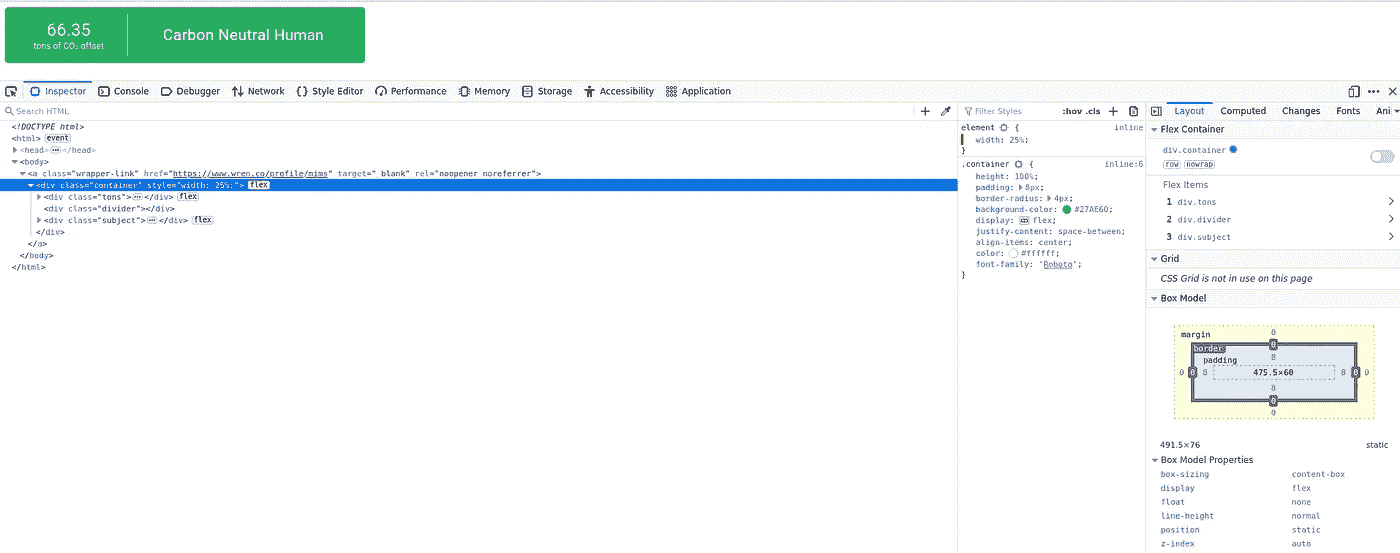 66.35
tons of CO₂ offset
Carbon Neutral Human
Inspector Console Debugger Network {} Style Editor Performance Memory Storage Accessibility Application
Search HTML
<!DOCTYPE html>
<html> event
<head> ··· </head>
<body>
<a class="wrapper-link" href="https://www.wren.co/profile/mims" target="_blank" rel="noopener noreferrer">
<div class="container" style="width: 25%;"> flex
<div class="tons"> ··· </div> flex
<div class="divider"></div>
<div class="subject"> ··· </div> flex
</div>
</a>
</body>
</html>
Filter Styles :hov .cls
element { inline
width: 25%;
}
.container { inline:6
height: 100%;
padding: 8px;
border-radius: 4px;
background-color: #27AE60;
display: flex;
justify-content: space-between;
align-items: center;
color: #ffffff;
font-family: 'Roboto';
}
Layout Computed Changes Fonts Ani
Flex Container
div.container
row nowrap
Flex Items
1 div.tons
2 div.divider
3 div.subject
Grid
CSS Grid is not in use on this page
Box Model
margin 0
border 0
padding 8
0 0 8 475.5×60 8 0 0
8
0
0
491.5×76 static
Box Model Properties
box-sizing content-box
display flex
float none
line-height normal
position static
z-index auto